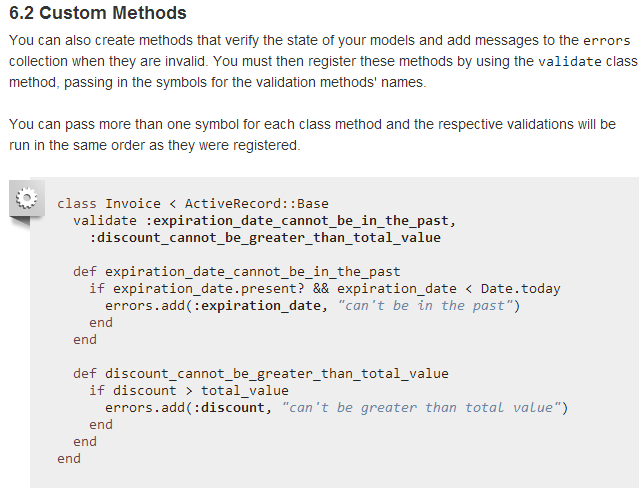 6.2 Custom Methods
You can also create methods that verify the state of your models and add messages to the errors
collection when they are invalid. You must then register these methods by using the validate class
method, passing in the symbols for the validation methods' names.
You can pass more than one symbol for each class method and the respective validations will be
run in the same order as they were registered.
class Invoice < ActiveRecord::Base
  validate :expiration_date_cannot_be_in_the_past,
    :discount_cannot_be_greater_than_total_value
  def expiration_date_cannot_be_in_the_past
    if expiration_date.present? && expiration_date < Date.today
      errors.add(:expiration_date, "can't be in the past")
    end
  end
  def discount_cannot_be_greater_than_total_value
    if discount > total_value
      errors.add(:discount, "can't be greater than total value")
    end
  end
end